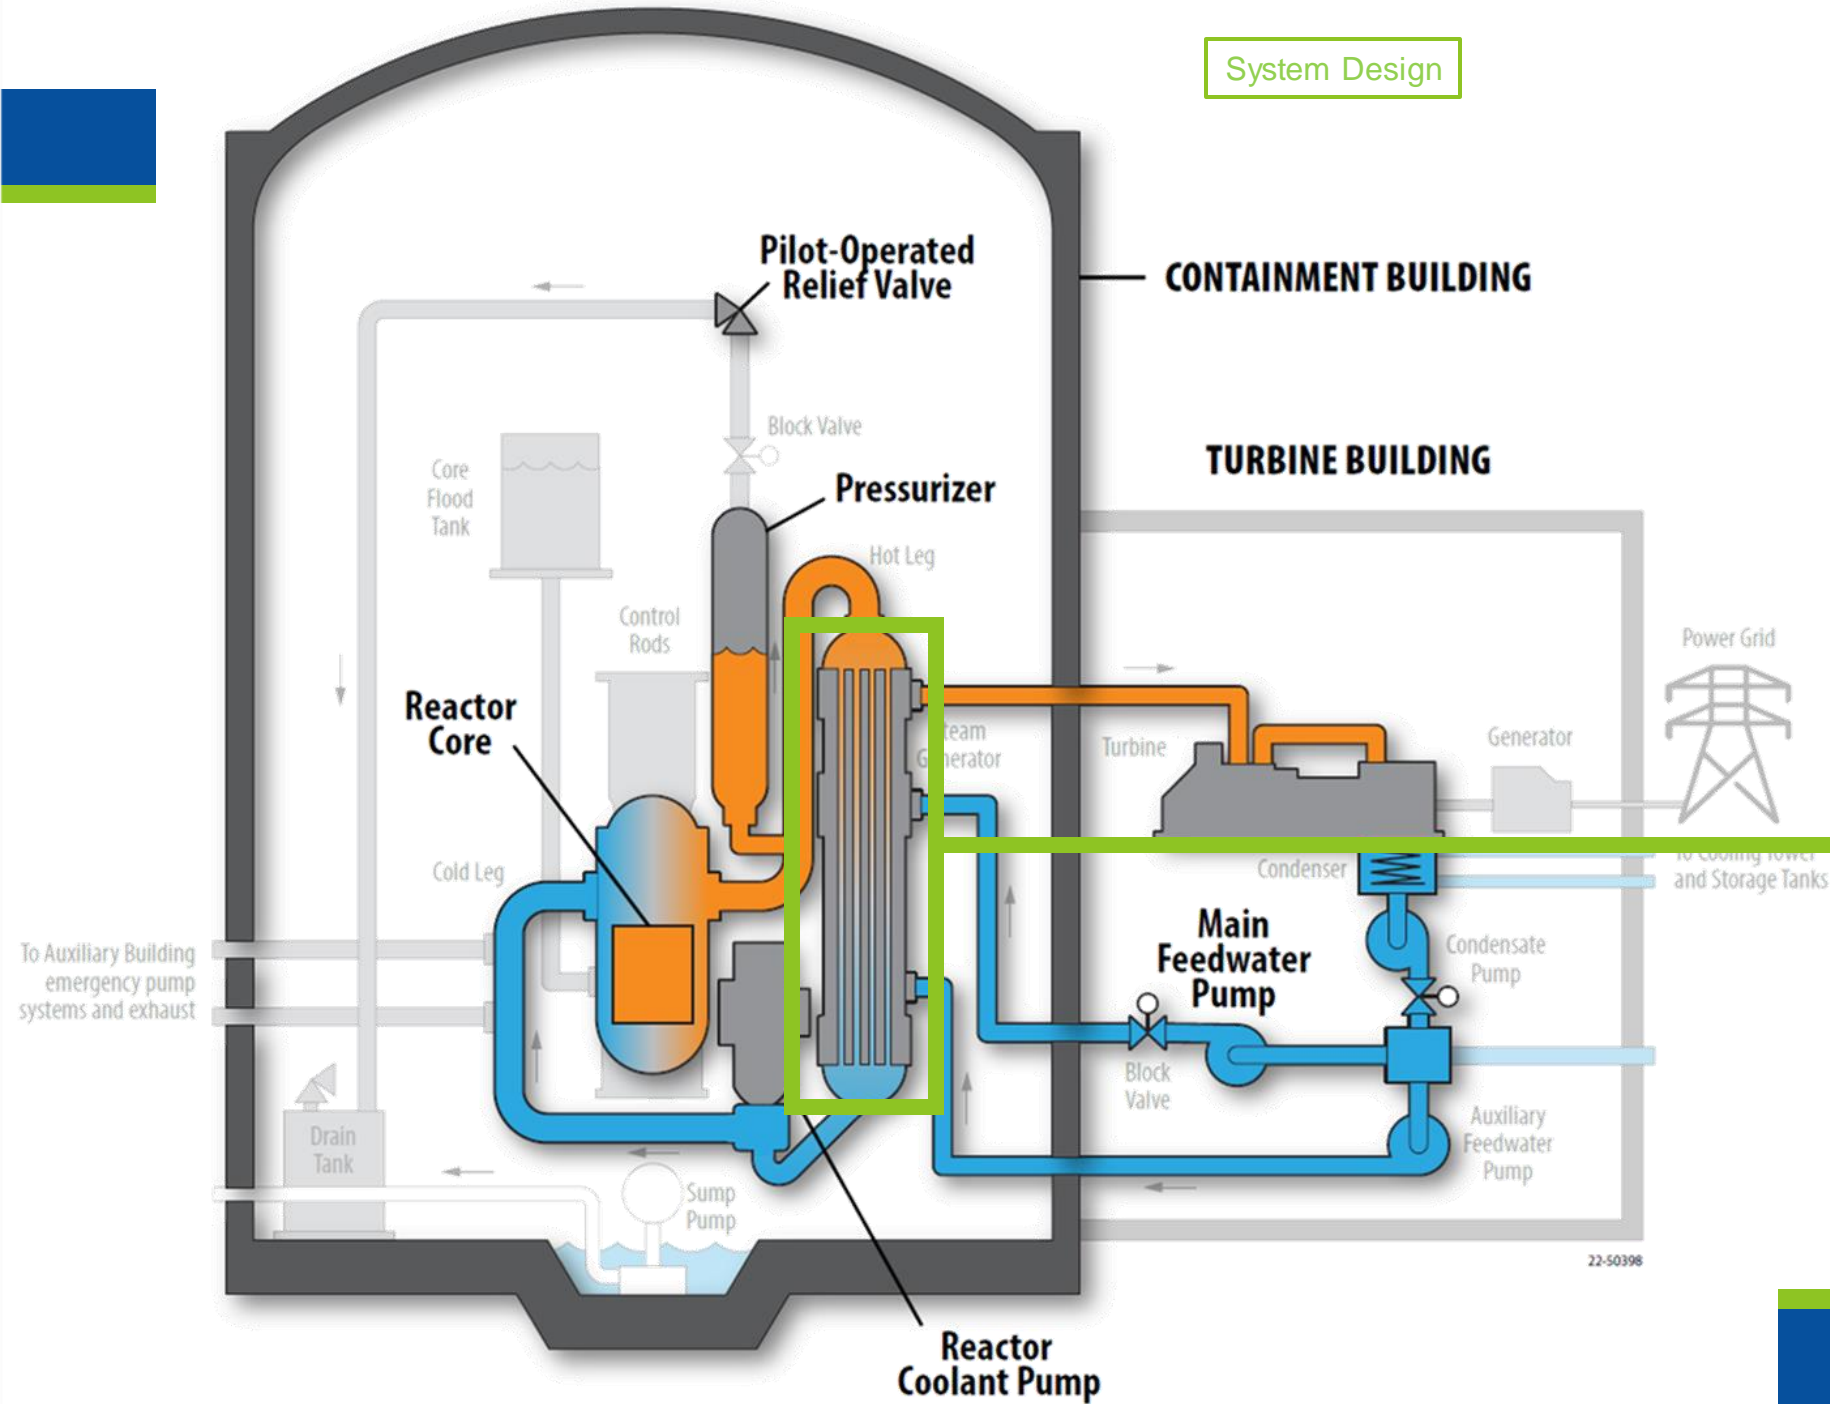 System Design
Pilot-Operated
Relief Valve
CONTAINMENT BUILDING
Block Valve
TURBINE BUILDING
Core
Flood
Tank
Pressurizer
Hot Leg
Control
Rods
Power Grid
Reactor
Core
Turbine
Generator
Cold Leg
Condenser
To Cooling Tower
and Storage Tanks
Main
Feedwater
Pump
Condensate
Pump
To Auxiliary Building
emergency pump
systems and exhaust
Block
Valve
Auxiliary
Feedwater
Pump
Drain
Tank
Sump
Pump
22-50398
Reactor
Coolant Pump